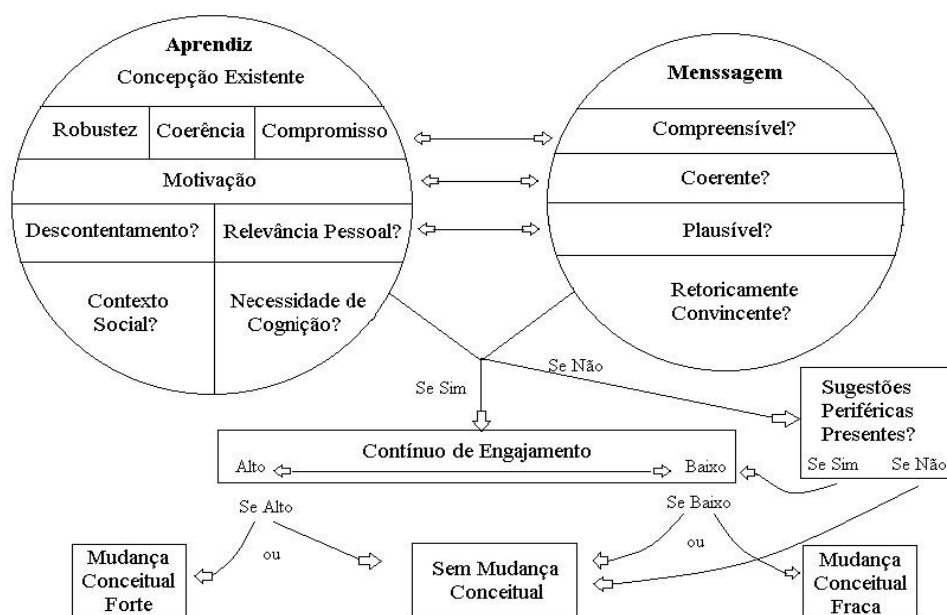 Aprendiz
Concepção Existente
Robustez
Coerência
Compromisso
Motivação
Descontentamento?
Relevância Pessoal?
Contexto
Social?
Necessidade de
Cognição?
Menssagem
Compreensível?
Coerente?
Plausível?
Retoricamente
Convincente?
Se Sim
Se Não
Sugestões
Periféricas
Presentes?
Se Sim
Se Não
Contínuo de Engajamento
Alto
Baixo
Se Alto
ou
Se Baixo
ou
Mudança
Conceitual
Forte
Sem Mudança
Conceitual
Mudança
Conceitual
Fraca